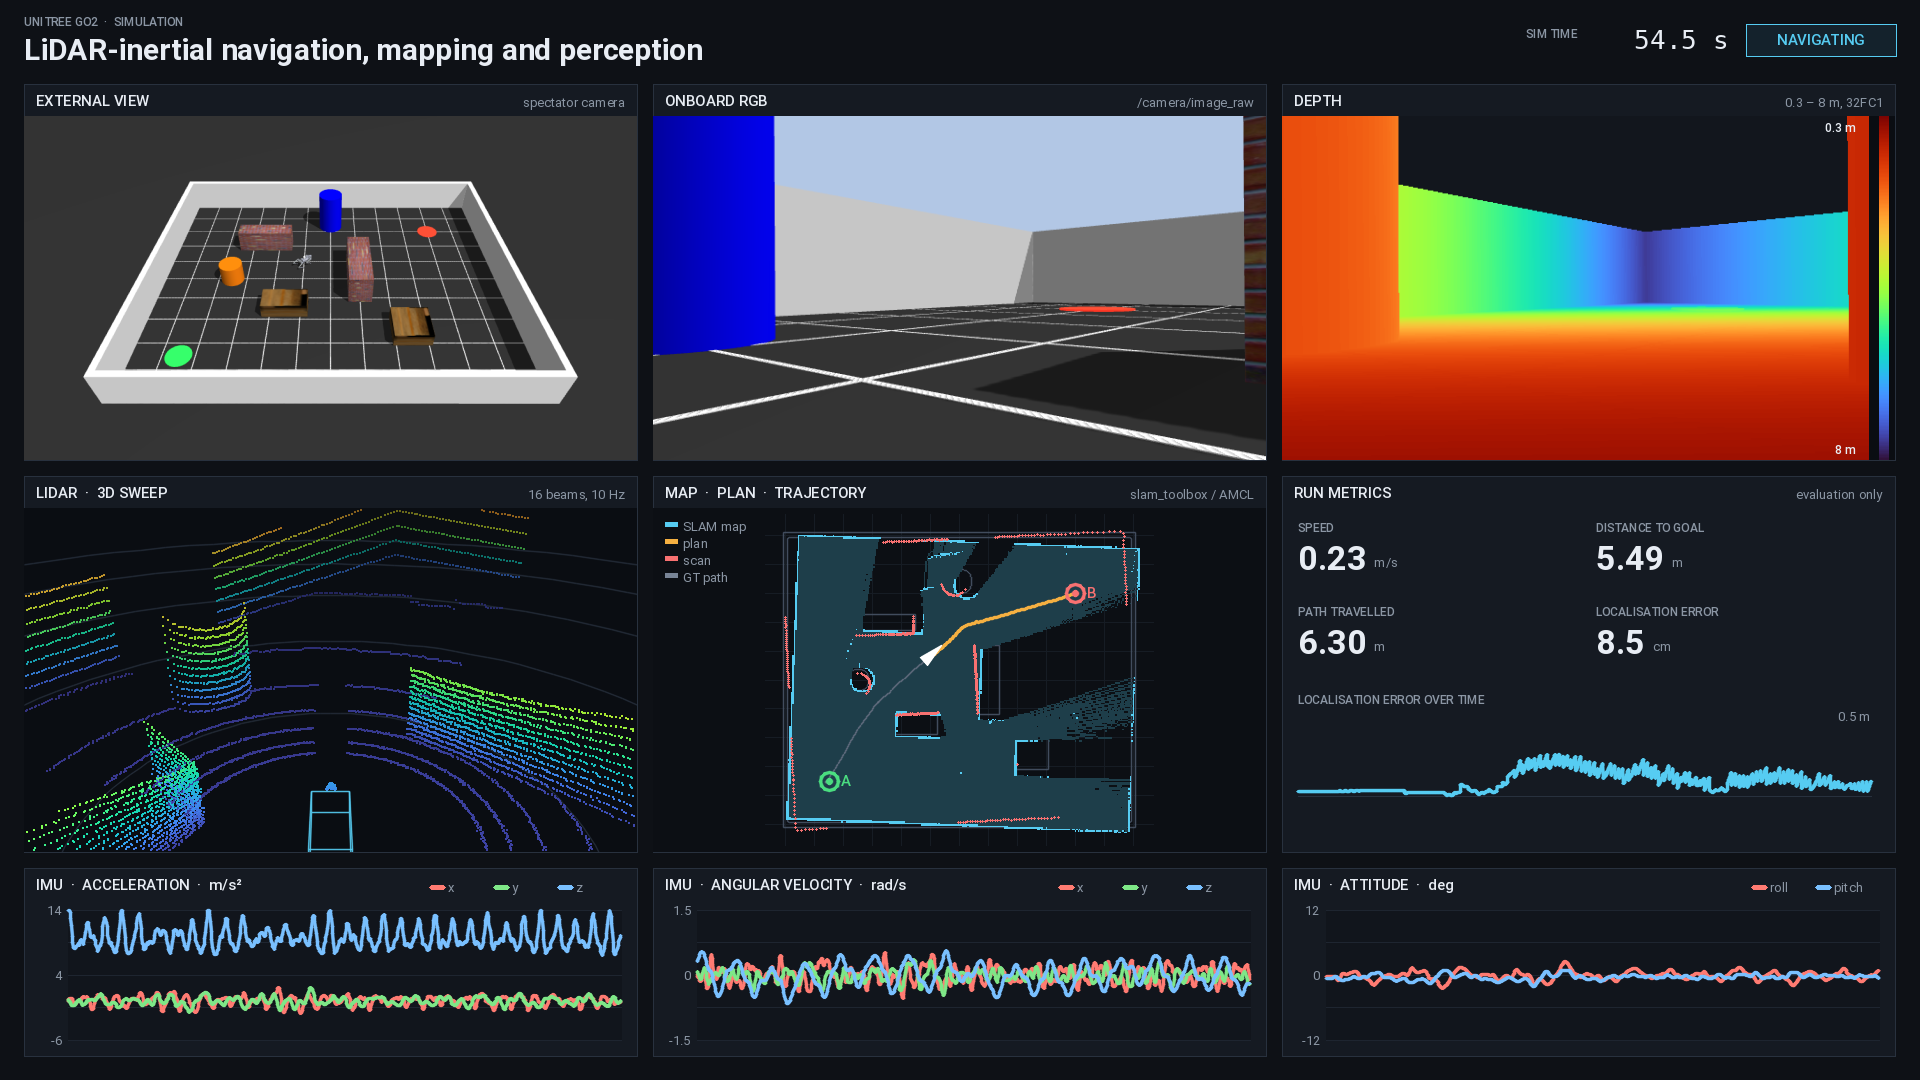 UNITREE GO2 · SIMULATION
LiDAR-inertial navigation, mapping and perception
SIM TIME
54.5 s
NAVIGATING
EXTERNAL VIEW
spectator camera
ONBOARD RGB
/camera/image_raw
DEPTH
0.3 – 8 m, 32FC1
0.3 m
8 m
LIDAR · 3D SWEEP
16 beams, 10 Hz
MAP · PLAN · TRAJECTORY
slam_toolbox / AMCL
SLAM map
plan
scan
GT path
B
A
RUN METRICS
evaluation only
SPEED
0.23 m/s
DISTANCE TO GOAL
5.49 m
PATH TRAVELLED
6.30 m
LOCALISATION ERROR
8.5 cm
LOCALISATION ERROR OVER TIME
0.5 m
IMU · ACCELERATION · m/s²
x y z
14
4
-6
IMU · ANGULAR VELOCITY · rad/s
x y z
1.5
0
-1.5
IMU · ATTITUDE · deg
roll pitch
12
0
-12